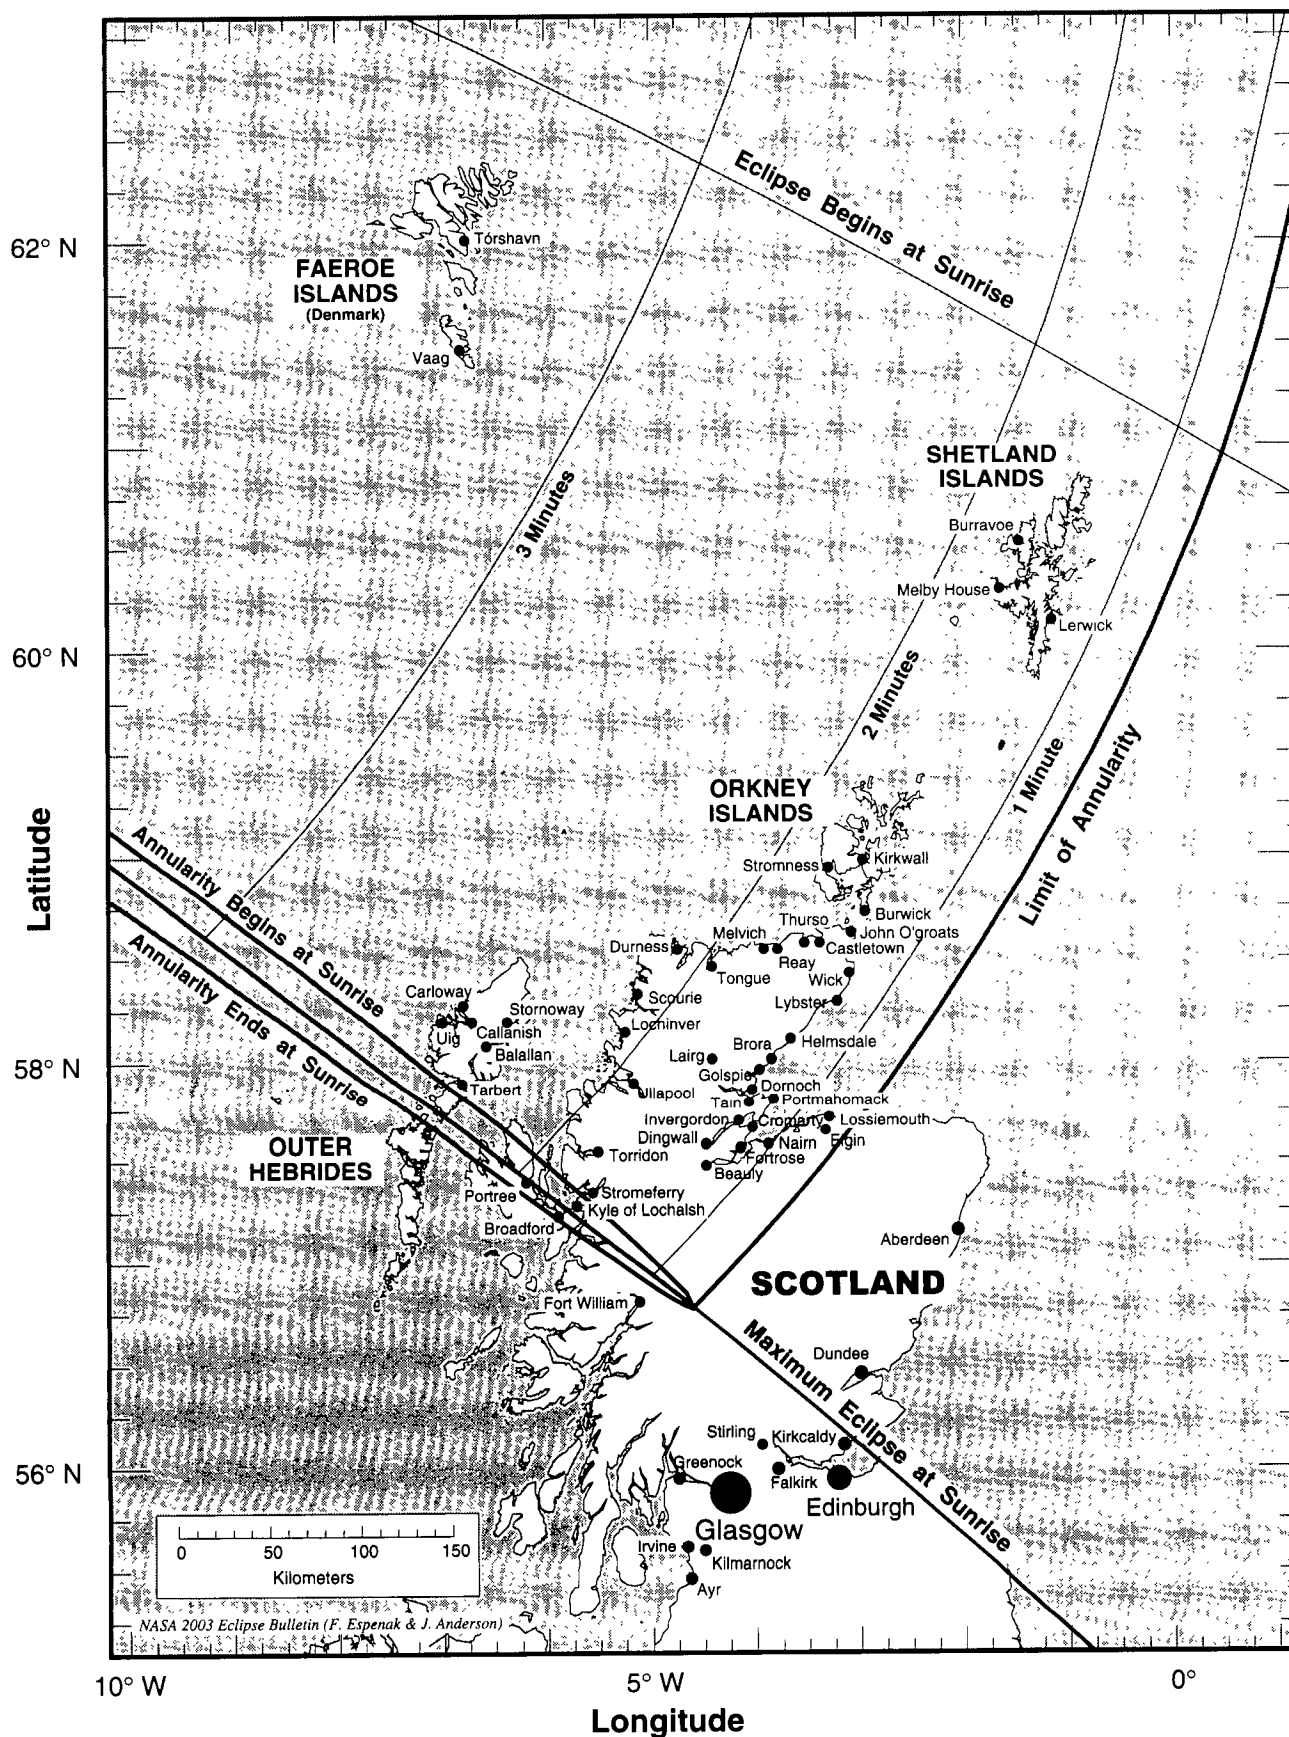 Eclipse Begins at Sunrise
62° N
Tórshavn
FAEROE
ISLANDS
(Denmark)
Vaag
3 Minutes
SHETLAND
ISLANDS
Burravoe
Melby House
Lerwick
60° N
2 Minutes
1 Minute
Limit of Annularity
ORKNEY
ISLANDS
Stromness
Kirkwall
Burwick
Thurso
John O'groats
Melvich
Castletown
Durness
Reay
Tongue
Wick
Scourie
Lybster
Lochinver
Helmsdale
Brora
Lairg
Golspie
Dornoch
Ullapool
Tain
Portmahomack
Invergordon
Cromarty
Lossiemouth
Dingwall
Nairn
Elgin
Torridon
Fortrose
Beauly
Annularity Begins at Sunrise
Annularity Ends at Sunrise
Carloway
Stornoway
Uig
Callanish
Balallan
58° N
Tarbert
OUTER
HEBRIDES
Portree
Stromeferry
Kyle of Lochalsh
Broadford
Aberdeen
SCOTLAND
Fort William
Maximum Eclipse at Sunrise
Dundee
Stirling
Kirkcaldy
56° N
Greenock
Falkirk
Edinburgh
Glasgow
Irvine
Kilmarnock
Ayr
0 50 100 150
Kilometers
NASA 2003 Eclipse Bulletin (F. Espenak & J. Anderson)
Latitude
10° W 5° W 0°
Longitude